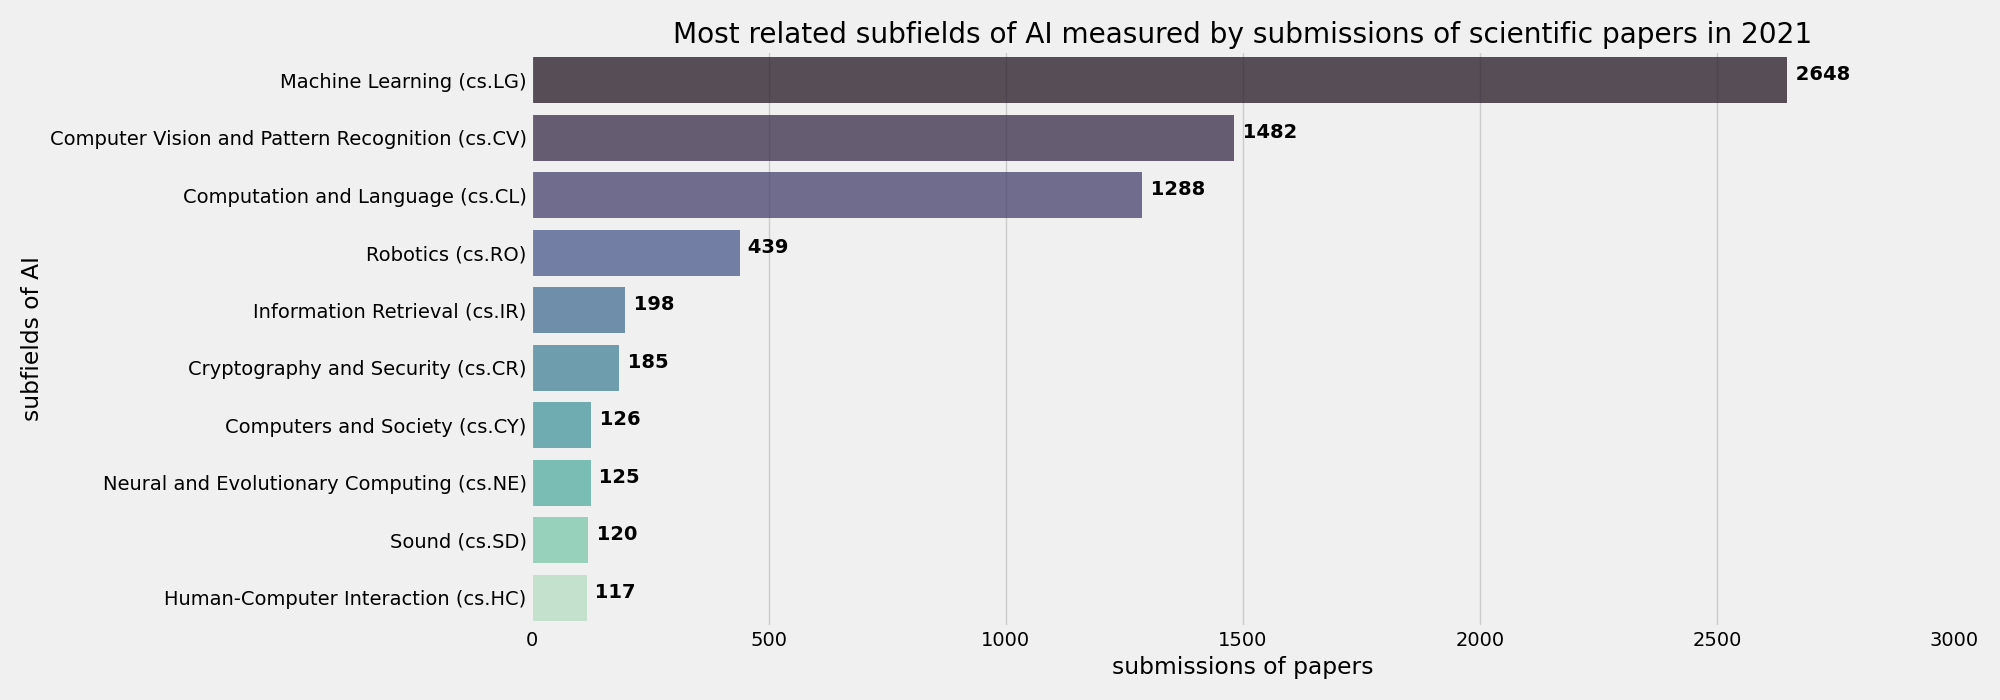 Most related subfields of AI measured by submissions of scientific papers in 2021
Machine Learning (cs.LG) 2648
Computer Vision and Pattern Recognition (cs.CV) 1482
Computation and Language (cs.CL) 1288
Robotics (cs.RO) 439
Information Retrieval (cs.IR) 198
Cryptography and Security (cs.CR) 185
Computers and Society (cs.CY) 126
Neural and Evolutionary Computing (cs.NE) 125
Sound (cs.SD) 120
Human-Computer Interaction (cs.HC) 117
subfields of AI
0 500 1000 1500 2000 2500 3000
submissions of papers